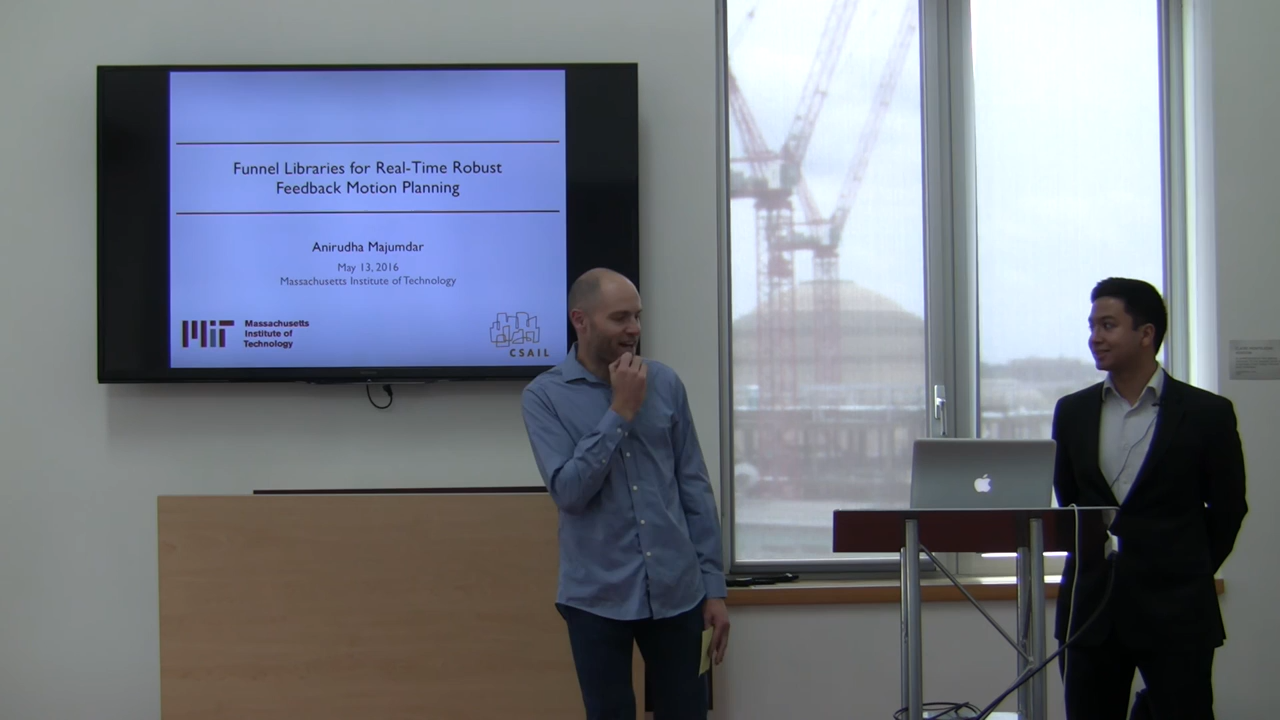 Funnel Libraries for Real-Time Robust
Feedback Motion Planning
Anirudha Majumdar
May 13, 2016
Massachusetts Institute of Technology
MIT
Massachusetts
Institute of
Technology
CSAIL